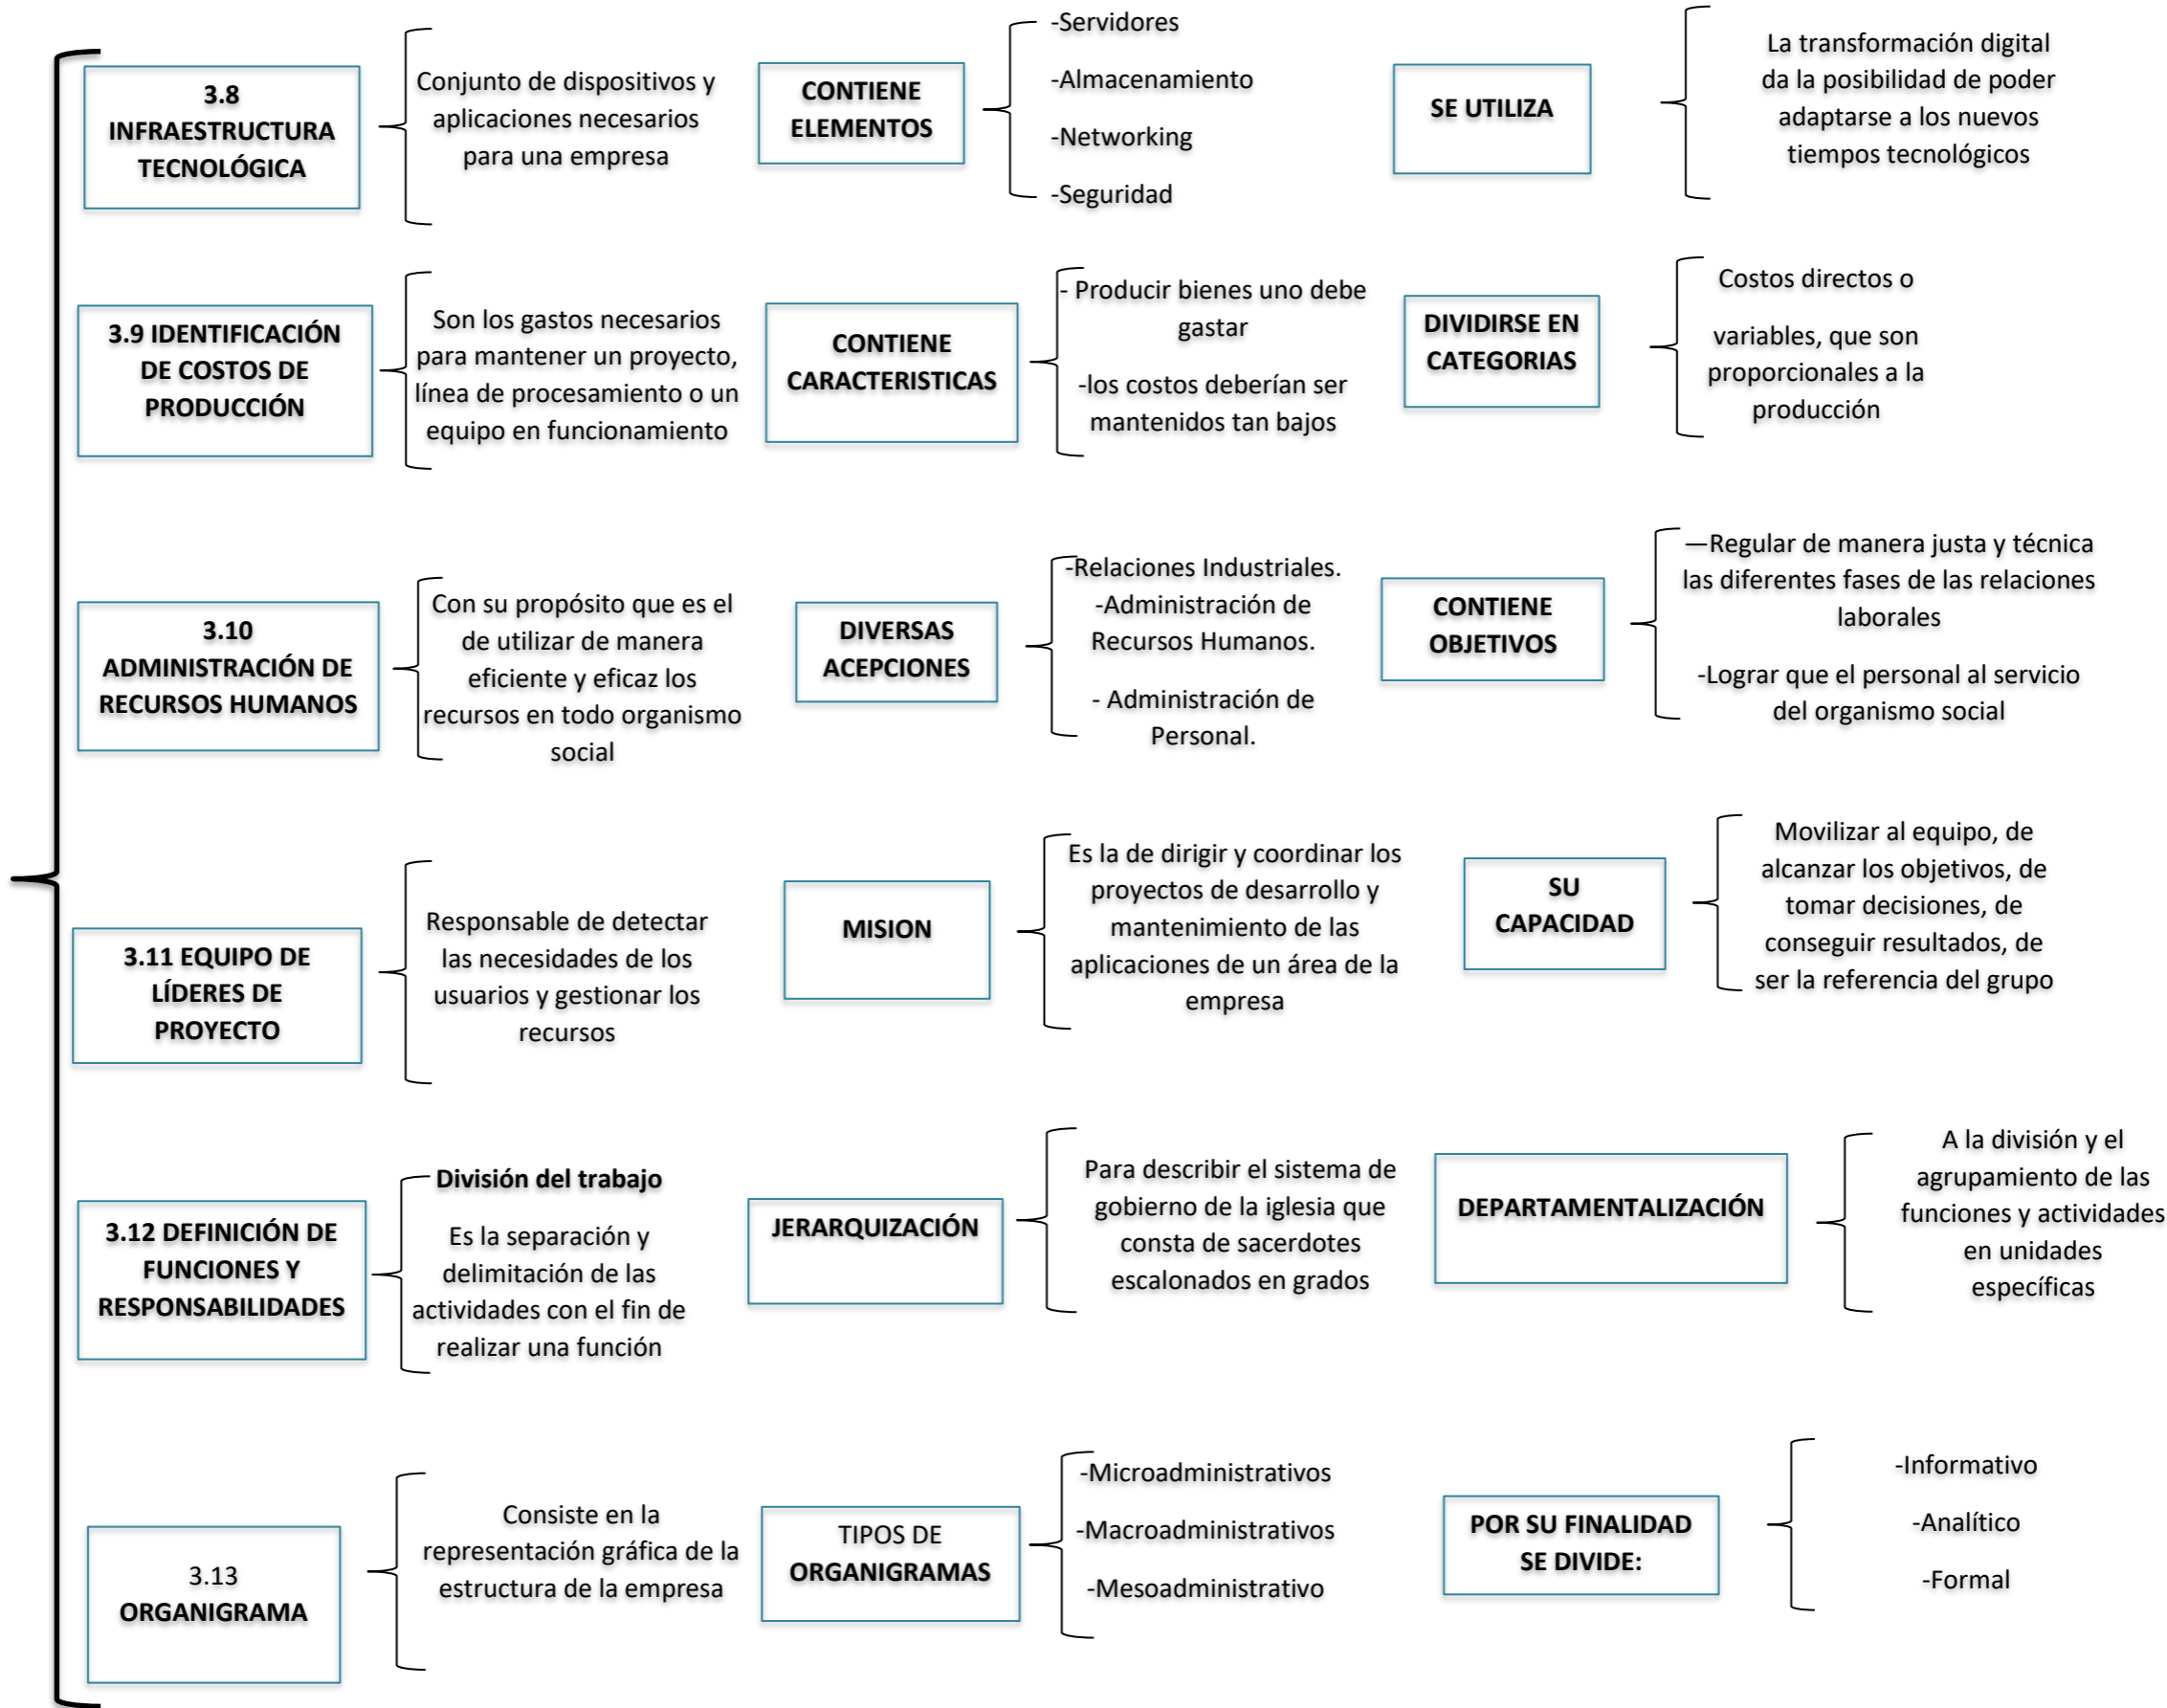 3.8
INFRAESTRUCTURA
TECNOLÓGICA
Conjunto de dispositivos y
aplicaciones necesarios
para una empresa
CONTIENE
ELEMENTOS
-Servidores
-Almacenamiento
-Networking
-Seguridad
SE UTILIZA
La transformación digital
da la posibilidad de poder
adaptarse a los nuevos
tiempos tecnológicos
3.9 IDENTIFICACIÓN
DE COSTOS DE
PRODUCCIÓN
Son los gastos necesarios
para mantener un proyecto,
línea de procesamiento o un
equipo en funcionamiento
CONTIENE
CARACTERISTICAS
- Producir bienes uno debe
gastar
-los costos deberían ser
mantenidos tan bajos
DIVIDIRSE EN
CATEGORIAS
Costos directos o
variables, que son
proporcionales a la
producción
3.10
ADMINISTRACIÓN DE
RECURSOS HUMANOS
Con su propósito que es el
de utilizar de manera
eficiente y eficaz los
recursos en todo organismo
social
DIVERSAS
ACEPCIONES
-Relaciones Industriales.
-Administración de
Recursos Humanos.
- Administración de
Personal.
CONTIENE
OBJETIVOS
—Regular de manera justa y técnica
las diferentes fases de las relaciones
laborales
-Lograr que el personal al servicio
del organismo social
3.11 EQUIPO DE
LÍDERES DE
PROYECTO
Responsable de detectar
las necesidades de los
usuarios y gestionar los
recursos
MISION
Es la de dirigir y coordinar los
proyectos de desarrollo y
mantenimiento de las
aplicaciones de un área de la
empresa
SU
CAPACIDAD
Movilizar al equipo, de
alcanzar los objetivos, de
tomar decisiones, de
conseguir resultados, de
ser la referencia del grupo
3.12 DEFINICIÓN DE
FUNCIONES Y
RESPONSABILIDADES
División del trabajo
Es la separación y
delimitación de las
actividades con el fin de
realizar una función
JERARQUIZACIÓN
Para describir el sistema de
gobierno de la iglesia que
consta de sacerdotes
escalonados en grados
DEPARTAMENTALIZACIÓN
A la división y el
agrupamiento de las
funciones y actividades
en unidades
específicas
3.13
ORGANIGRAMA
Consiste en la
representación gráfica de la
estructura de la empresa
TIPOS DE
ORGANIGRAMAS
-Microadministrativos
-Macroadministrativos
-Mesoadministrativo
POR SU FINALIDAD
SE DIVIDE:
-Informativo
-Analítico
-Formal